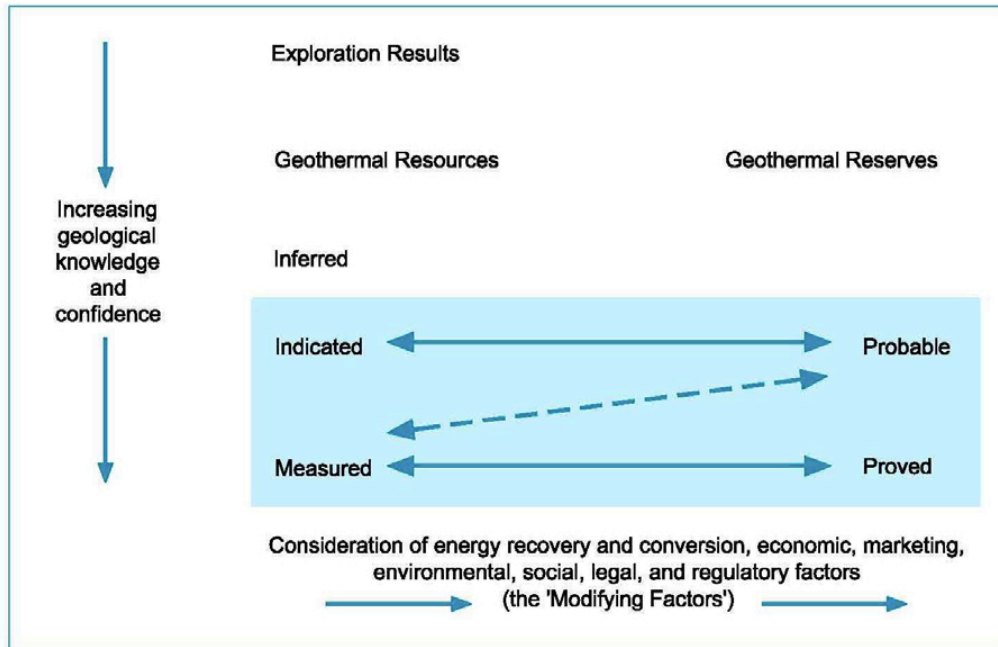 Exploration Results
Geothermal Resources
Geothermal Reserves
Increasing
geological
knowledge
and
confidence
Inferred
Indicated
Probable
Measured
Proved
Consideration of energy recovery and conversion, economic, marketing,
environmental, social, legal, and regulatory factors
(the 'Modifying Factors')